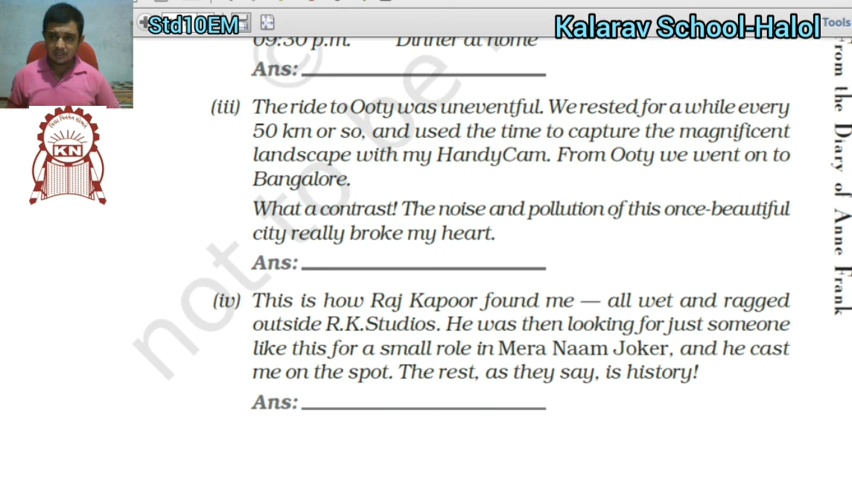 Std10EM
Kalarav School-Halol
Tools
09:30 p.m. Dinner at home
Ans:
(iii) The ride to Ooty was uneventful. We rested for a while every
50 km or so, and used the time to capture the magnificent
landscape with my HandyCam. From Ooty we went on to
Bangalore.
What a contrast! The noise and pollution of this once-beautiful
city really broke my heart.
Ans:
(iv) This is how Raj Kapoor found me — all wet and ragged
outside R.K.Studios. He was then looking for just someone
like this for a small role in Mera Naam Joker, and he cast
me on the spot. The rest, as they say, is history!
Ans:
From the Diary of Anne Frank
KN
©
not to be